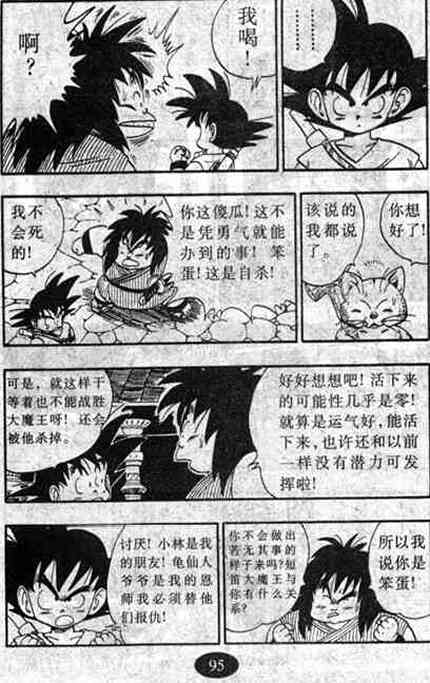 …………
我喝！
啊？
你想
好了！
该说的
我都说
了。
你这傻瓜！这不
是凭勇气就能
办到的事！笨
蛋！这是自杀！
我不
会死
的！
好好想想吧！活下来
的可能性几乎是零！
就算是运气好，能活
下来，也许还和以前
一样没有潜力可发
挥啦！
可是，就这样干
等着也不能战胜
大魔王呀！还会
被他杀掉。
所以我
说你是
笨蛋！
你不会做出
若无其事的
样子来吗？短
笛大魔王与
你有什么关
系？
讨厌！小林是我
的朋友！龟仙人
爷爷是我的恩
师我必须替他
们报仇！
95